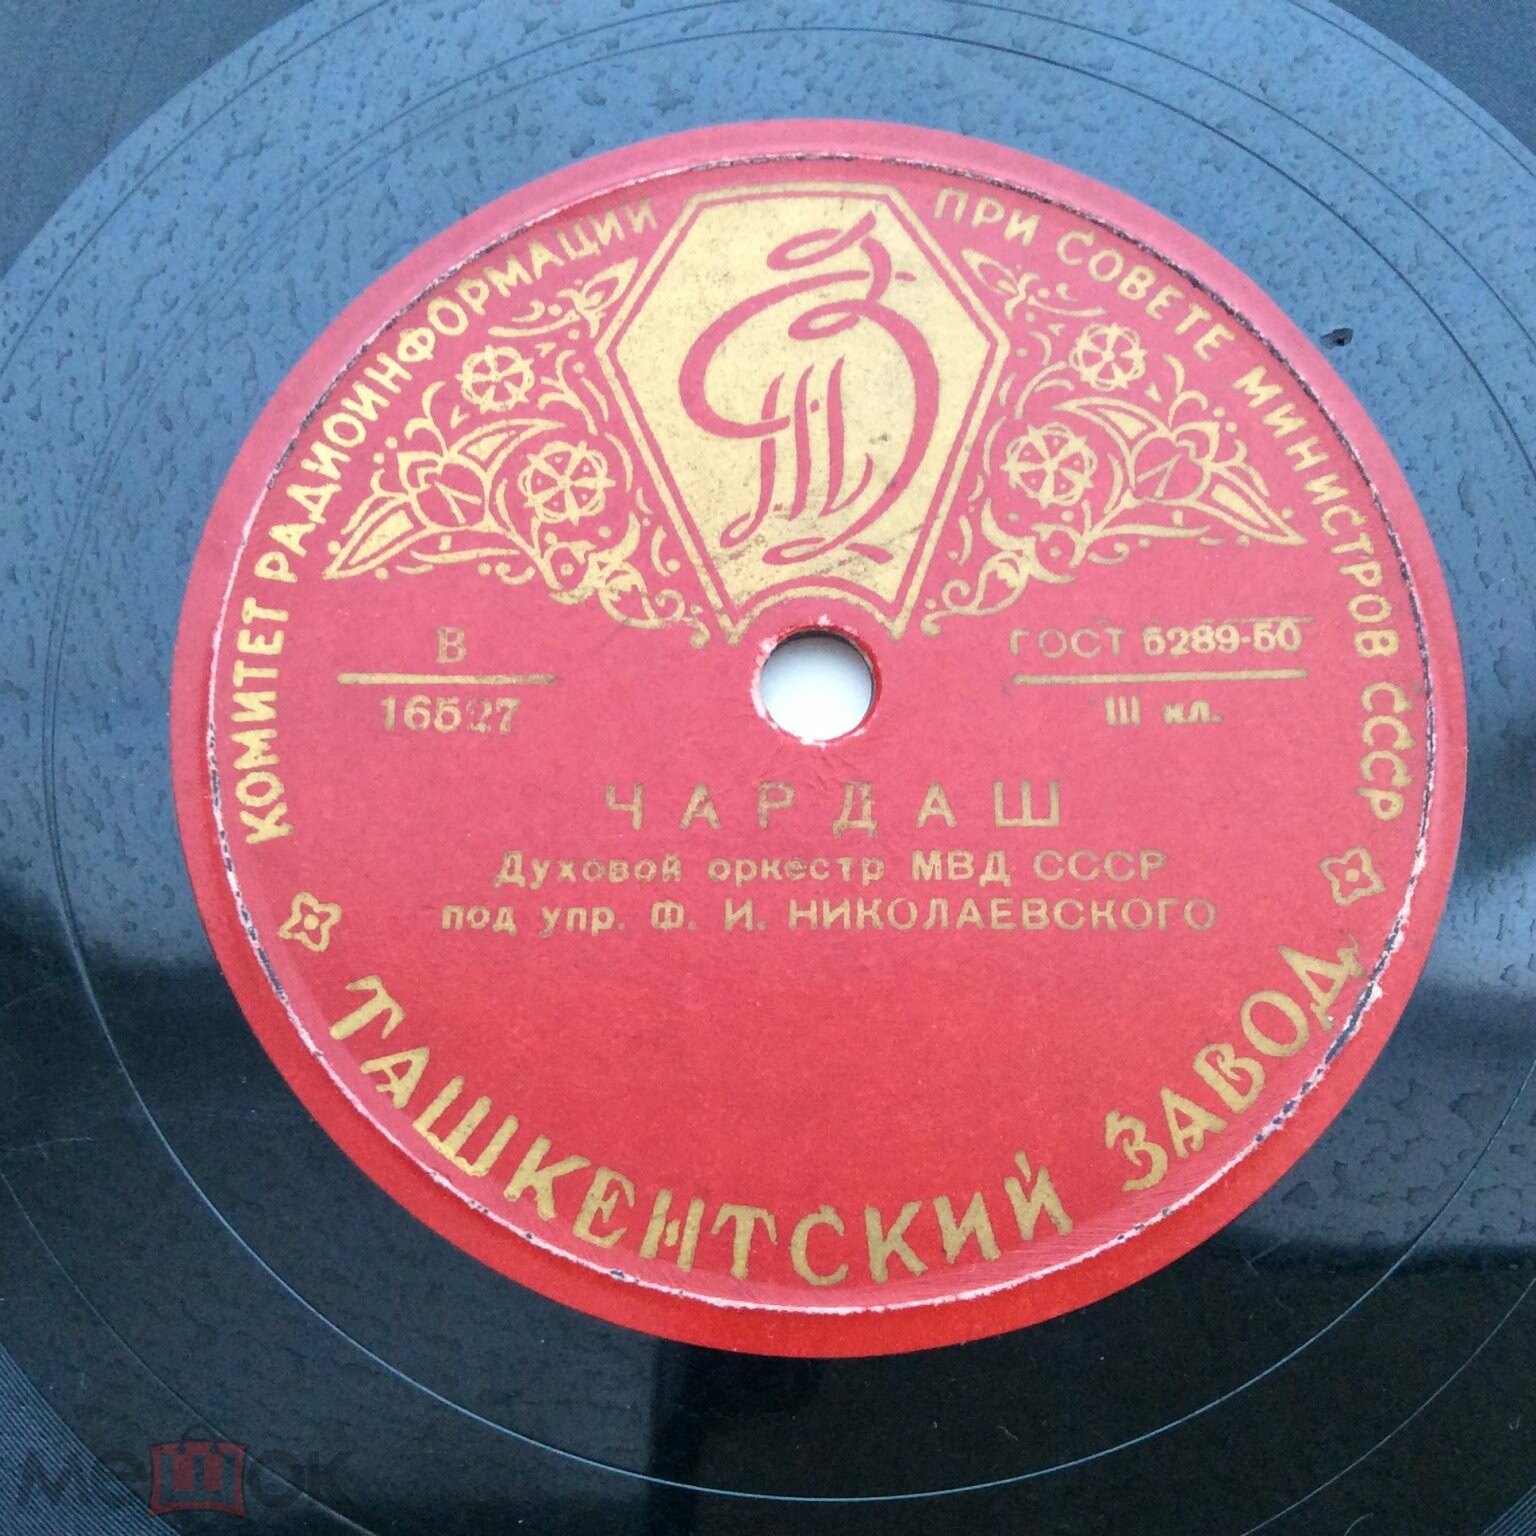 КОМИТЕТ РАДИОИНФОРМАЦИИ ПРИ СОВЕТЕ МИНИСТРОВ СССР
В
16527
ГОСТ 5289-50
III кл.
ЧАРДАШ
Духовой оркестр МВД СССР
под упр. Ф. И. НИКОЛАЕВСКОГО
ТАШКЕНТСКИЙ ЗАВОД
мешок